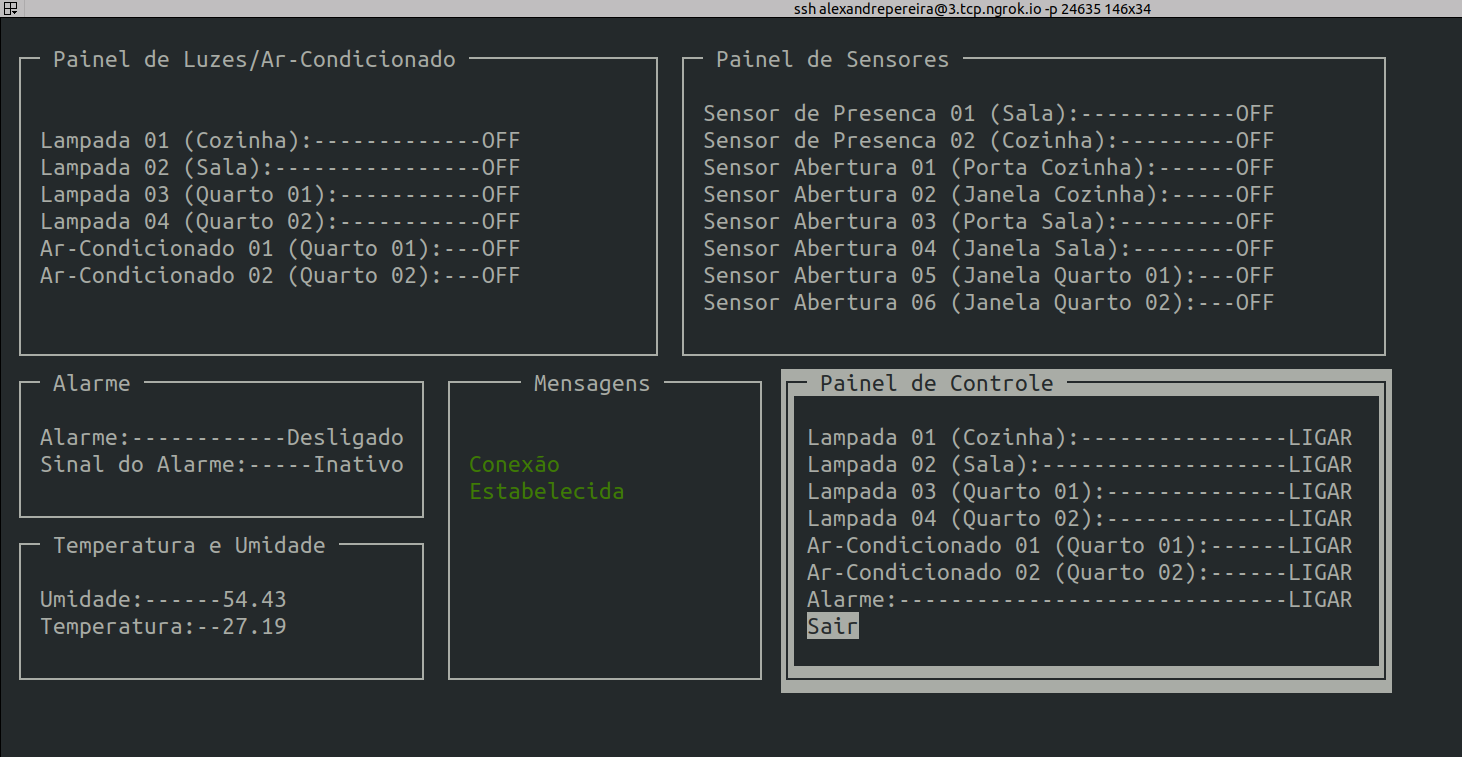 ssh alexandrepereira@3.tcp.ngrok.io -p 24635 146x34
Painel de Luzes/Ar-Condicionado
Lampada 01 (Cozinha):-------------OFF
Lampada 02 (Sala):----------------OFF
Lampada 03 (Quarto 01):-----------OFF
Lampada 04 (Quarto 02):-----------OFF
Ar-Condicionado 01 (Quarto 01):---OFF
Ar-Condicionado 02 (Quarto 02):---OFF
Painel de Sensores
Sensor de Presenca 01 (Sala):------------OFF
Sensor de Presenca 02 (Cozinha):---------OFF
Sensor Abertura 01 (Porta Cozinha):------OFF
Sensor Abertura 02 (Janela Cozinha):-----OFF
Sensor Abertura 03 (Porta Sala):---------OFF
Sensor Abertura 04 (Janela Sala):--------OFF
Sensor Abertura 05 (Janela Quarto 01):---OFF
Sensor Abertura 06 (Janela Quarto 02):---OFF
Alarme
Alarme:------------Desligado
Sinal do Alarme:-----Inativo
Temperatura e Umidade
Umidade:------54.43
Temperatura:--27.19
Mensagens
Conexão
Estabelecida
Painel de Controle
Lampada 01 (Cozinha):----------------LIGAR
Lampada 02 (Sala):-------------------LIGAR
Lampada 03 (Quarto 01):--------------LIGAR
Lampada 04 (Quarto 02):--------------LIGAR
Ar-Condicionado 01 (Quarto 01):------LIGAR
Ar-Condicionado 02 (Quarto 02):------LIGAR
Alarme:------------------------------LIGAR
Sair